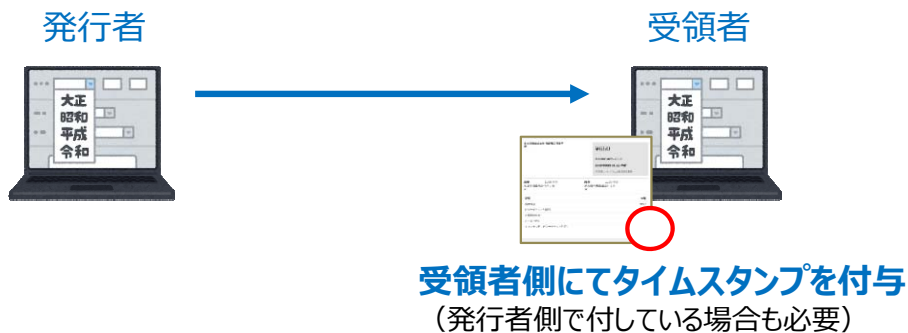 発行者
受領者
大正
昭和
平成
令和
大正
昭和
平成
令和
受領者側にてタイムスタンプを付与
（発行者側で付している場合も必要）